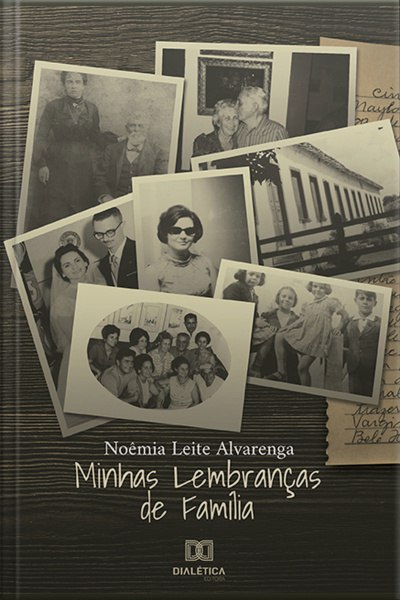 Noêmia Leite Alvarenga
Minhas Lembranças
de Família
DIALÉTICA
EDITORA